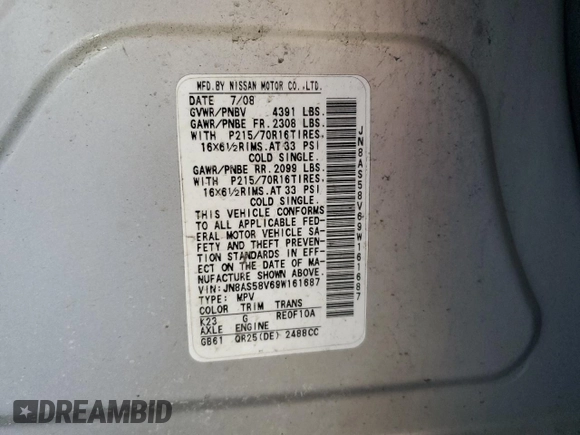 MFD.BY NISSAN MOTOR CO.,LTD.
DATE 7/08
GVWR/PNBV 4391 LBS.
GAWR/PNBE FR. 2308 LBS.
WITH P215/70R16TIRES.
16×6½RIMS.AT 33 PSI
COLD SINGLE.
GAWR/PNBE RR. 2099 LBS.
WITH P215/70R16TIRES.
16×6½RIMS.AT 33 PSI
COLD SINGLE.
THIS VEHICLE CONFORMS
TO ALL APPLICABLE FED-
ERAL MOTOR VEHICLE SA-
FETY AND THEFT PREVEN-
TION STANDARDS IN EFF-
ECT ON THE DATE OF MA-
NUFACTURE SHOWN ABOVE.
VIN:JN8AS58V69W161687
TYPE: MPV
COLOR TRIM TRANS
K23 G RE0F10A
AXLE ENGINE
GB61 QR25(DE) 2488CC
JN8AS58V69W161687
DREAMBID